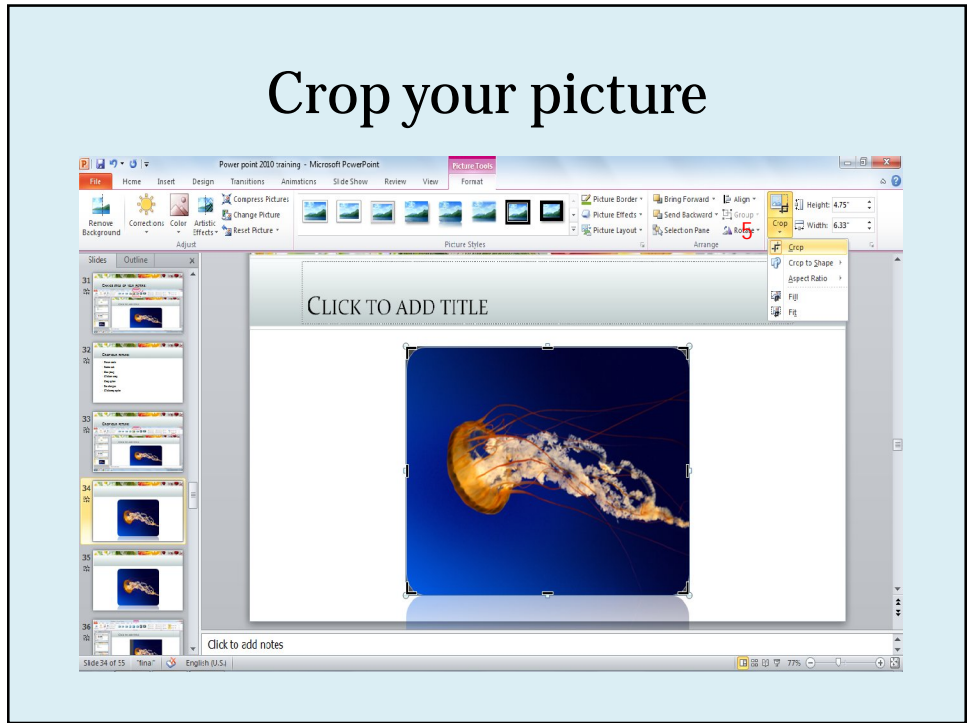 Crop your picture
Power point 2010 training - Microsoft PowerPoint
Picture Tools
File Home Insert Design Transitions Animations Slide Show Review View Format
Remove Background
Corrections
Color
Artistic Effects
Compress Pictures
Change Picture
Reset Picture
Adjust
Picture Styles
Picture Border
Picture Effects
Picture Layout
Bring Forward
Send Backward
Selection Pane
Align
Group
Rotate
Arrange
5
Crop
Height: 4.75"
Width: 6.33"
Crop
Crop to Shape
Aspect Ratio
Fill
Fit
Slides Outline
31
32
33
34
35
36
CLICK TO ADD TITLE
Click to add notes
Slide 34 of 55 English (U.S.) 77%